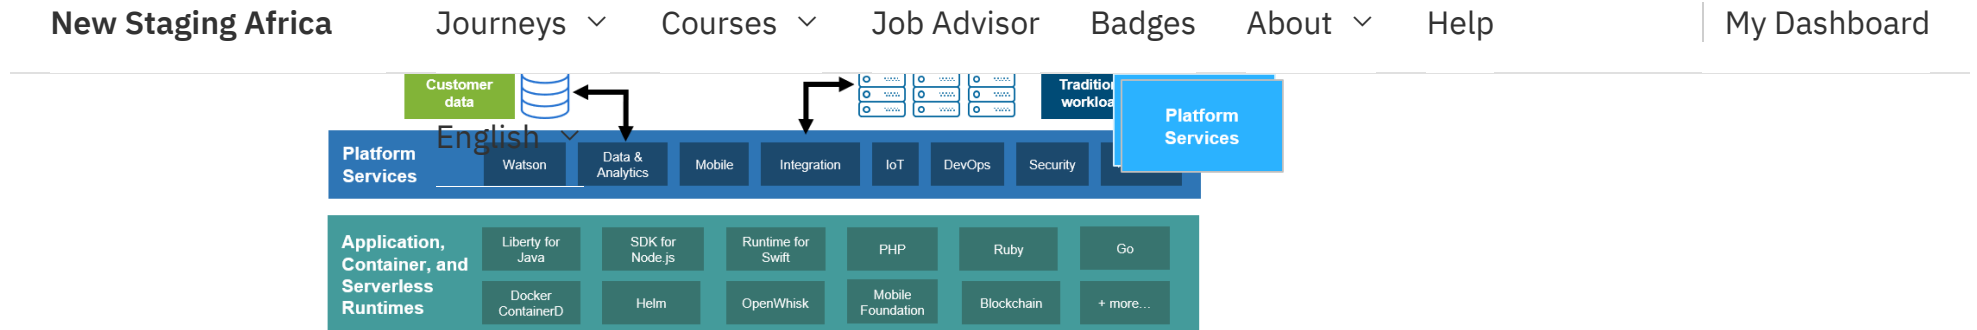 New Staging Africa Journeys Courses Job Advisor Badges About Help My Dashboard
Customer
data
Platform
Services
English
Platform
Services
Watson
Data &
Analytics
Mobile
Integration
IoT
DevOps
Security
Application,
Container, and
Serverless
Runtimes
Liberty for
Java
SDK for
Node.js
Runtime for
Swift
PHP
Ruby
Go
Docker
ContainerD
Helm
OpenWhisk
Mobile
Foundation
Blockchain
+ more...